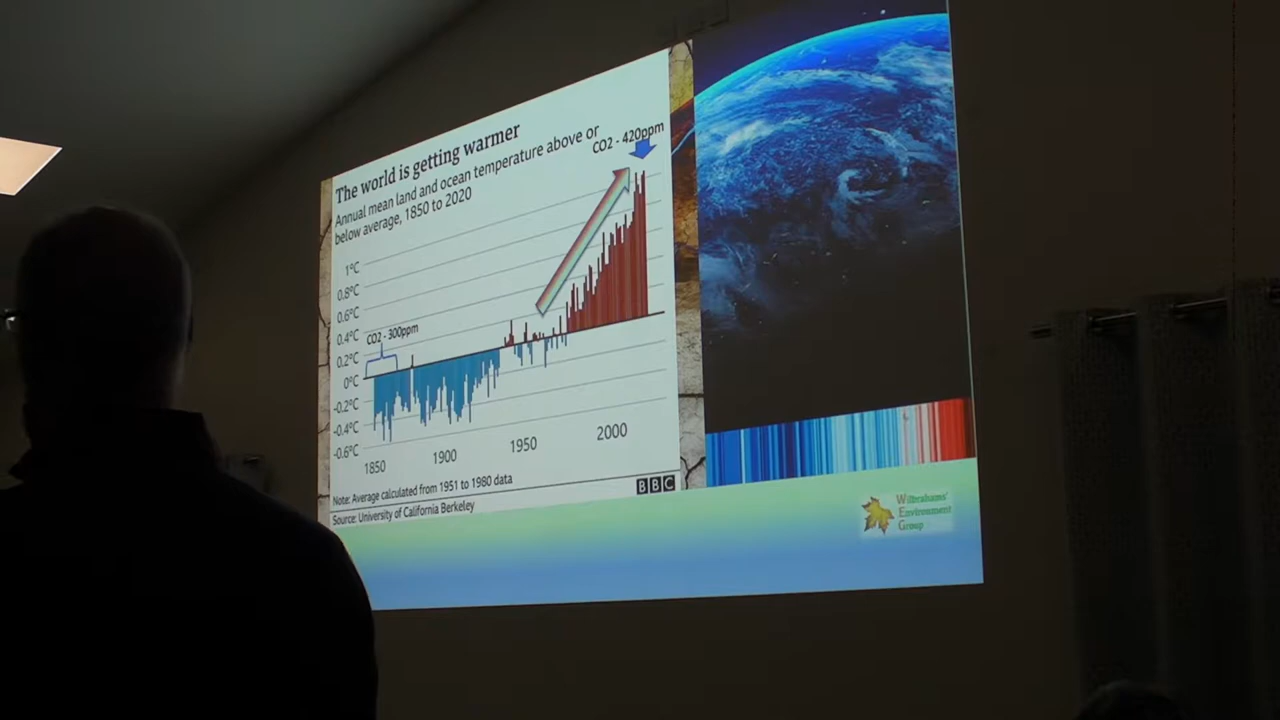 The world is getting warmer
Annual mean land and ocean temperature above or
below average, 1850 to 2020
CO2 - 420ppm
1°C
0.8°C
0.6°C
0.4°C
CO2 - 300ppm
0.2°C
0°C
-0.2°C
-0.4°C
-0.6°C
1850 1900 1950 2000
Note: Average calculated from 1951 to 1980 data
BBC
Source: University of California Berkeley
Wilbrahams'
Environment
Group